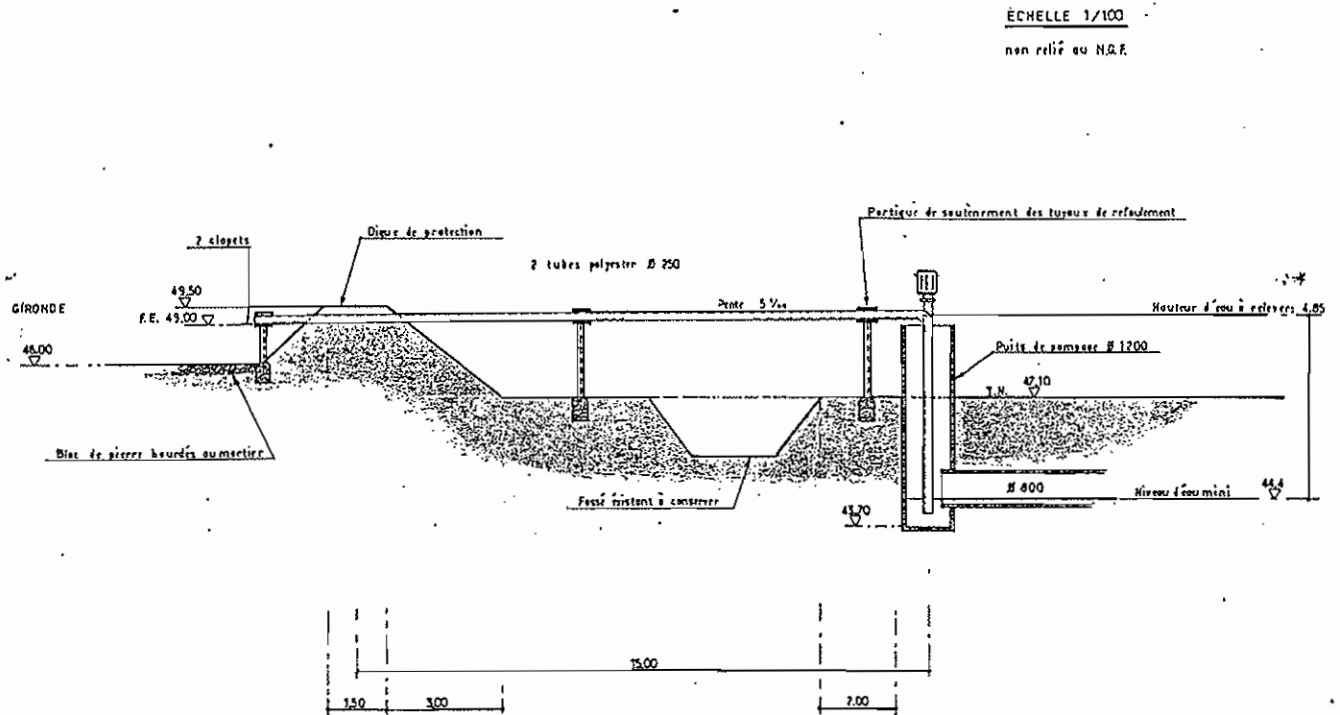 ÉCHELLE 1/100
non relié au N.G.F.
Portique de soutènement des tuyaux de refoulement
Digue de protection
2 clapets
2 tubes polyester Ø 250
GIRONDE
49.50
F.E. 49.00
Pente 5 ‰
Hauteur d'eau à relever: 4.85
48.00
Puits de pompage Ø 1200
T.N. 47.10
Bloc de pierre hourdés au mortier
Fossé éxistant à conserver
Ø 800
Niveau d'eau mini
44.4
43.70
15.00
1.50
3.00
2.00